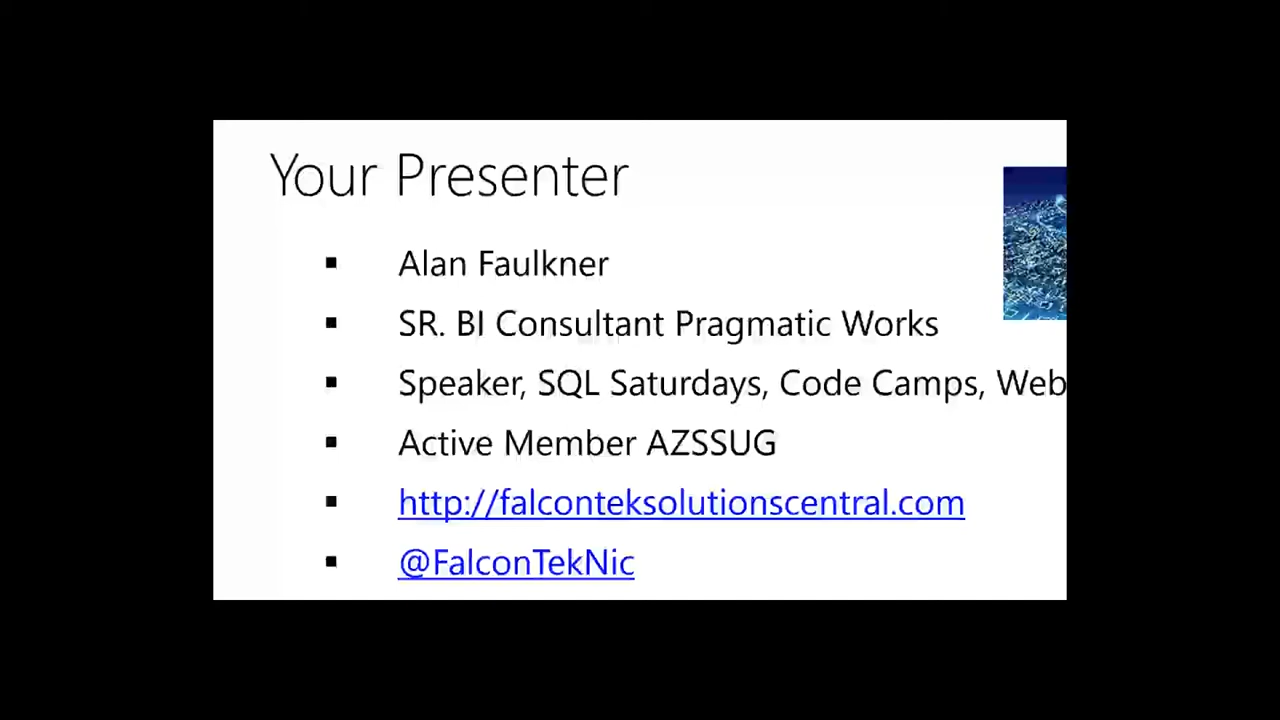 Your Presenter
Alan Faulkner
SR. BI Consultant Pragmatic Works
Speaker, SQL Saturdays, Code Camps, Web
Active Member AZSSUG
http://falconteksolutionscentral.com
@FalconTekNic